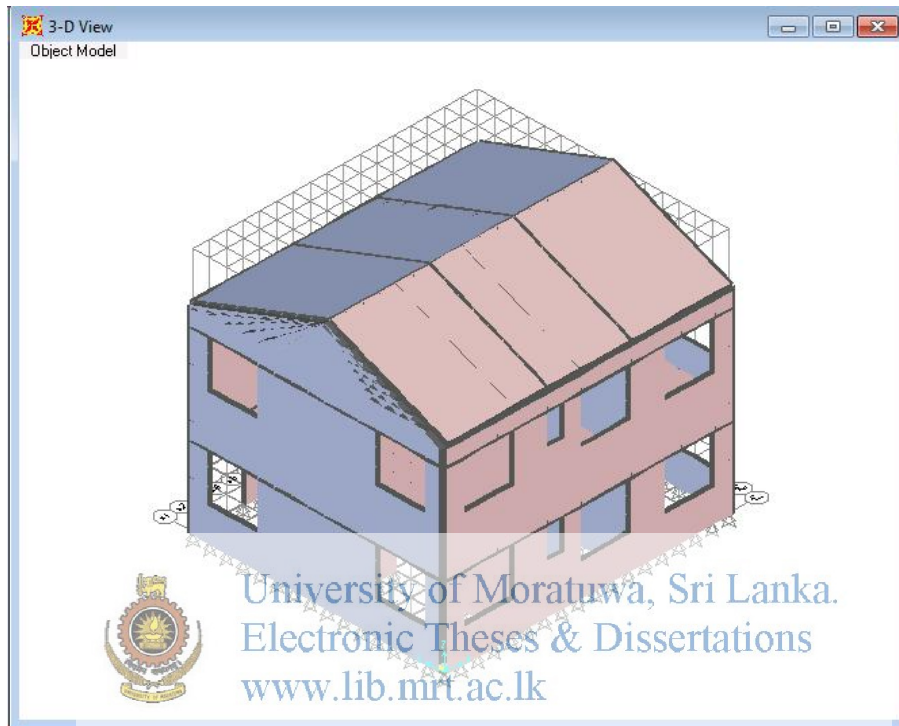 3-D View
Object Model
University of Moratuwa, Sri Lanka.
Electronic Theses & Dissertations
www.lib.mrt.ac.lk